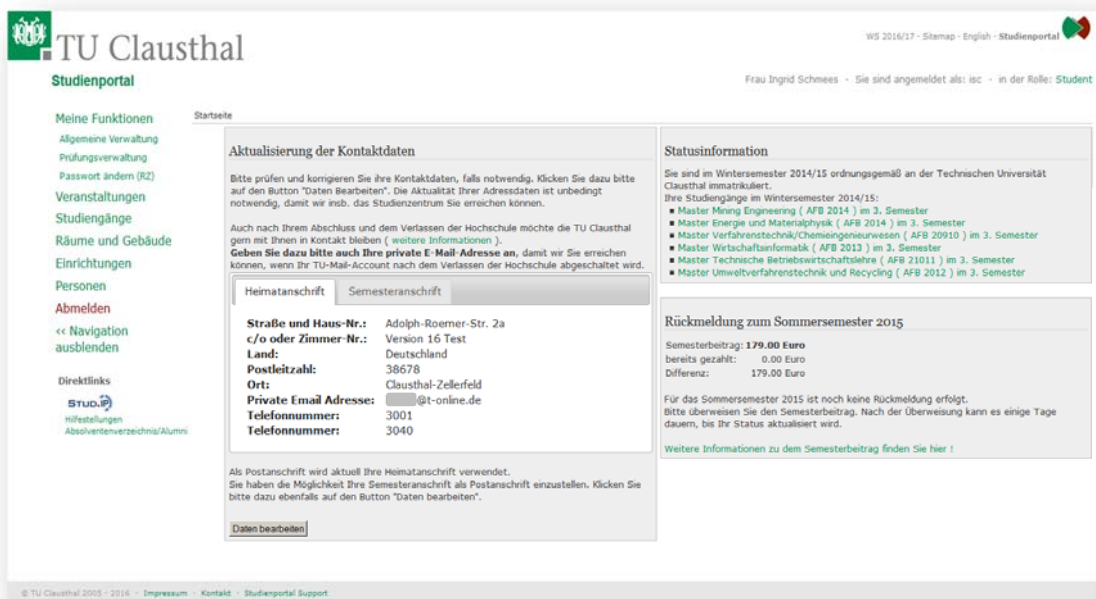 TU Clausthal
WS 2016/17 - Sitemap - English - Studienportal
Studienportal
Frau Ingrid Schmees - Sie sind angemeldet als: isc - in der Rolle: Student
Meine Funktionen
Allgemeine Verwaltung
Prüfungsverwaltung
Passwort ändern (RZ)
Veranstaltungen
Studiengänge
Räume und Gebäude
Einrichtungen
Personen
Abmelden
<< Navigation
ausblenden
Direktlinks
STUD.IP
Hilfestellungen
Absolventenverzeichnis/Alumni
Startseite
Aktualisierung der Kontaktdaten
Bitte prüfen und korrigieren Sie ihre Kontaktdaten, falls notwendig. Klicken Sie dazu bitte
auf den Button "Daten Bearbeiten". Die Aktualität Ihrer Adressdaten ist unbedingt
notwendig, damit wir insb. das Studienzentrum Sie erreichen können.
Auch nach Ihrem Abschluss und dem Verlassen der Hochschule möchte die TU Clausthal
gern mit Ihnen in Kontakt bleiben ( weitere Informationen ).
Geben Sie dazu bitte auch Ihre private E-Mail-Adresse an, damit wir Sie erreichen
können, wenn Ihr TU-Mail-Account nach dem Verlassen der Hochschule abgeschaltet wird.
Heimatanschrift Semesteranschrift
Straße und Haus-Nr.: Adolph-Roemer-Str. 2a
c/o oder Zimmer-Nr.: Version 16 Test
Land: Deutschland
Postleitzahl: 38678
Ort: Clausthal-Zellerfeld
Private Email Adresse: @t-online.de
Telefonnummer: 3001
Telefonnummer: 3040
Als Postanschrift wird aktuell Ihre Heimatanschrift verwendet.
Sie haben die Möglichkeit Ihre Semesteranschrift als Postanschrift einzustellen. Klicken Sie
bitte dazu ebenfalls auf den Button "Daten bearbeiten".
Daten bearbeiten
Statusinformation
Sie sind im Wintersemester 2014/15 ordnungsgemäß an der Technischen Universität
Clausthal immatrikuliert.
Ihre Studiengänge im Wintersemester 2014/15:
Master Mining Engineering ( AFB 2014 ) im 3. Semester
Master Energie und Materialphysik ( AFB 2014 ) im 3. Semester
Master Verfahrenstechnik/Chemieingenieurwesen ( AFB 20910 ) im 3. Semester
Master Wirtschaftsinformatik ( AFB 2013 ) im 3. Semester
Master Technische Betriebswirtschaftslehre ( AFB 21011 ) im 3. Semester
Master Umweltverfahrenstechnik und Recycling ( AFB 2012 ) im 3. Semester
Rückmeldung zum Sommersemester 2015
Semesterbeitrag: 179.00 Euro
bereits gezahlt: 0.00 Euro
Differenz: 179.00 Euro
Für das Sommersemester 2015 ist noch keine Rückmeldung erfolgt.
Bitte überweisen Sie den Semesterbeitrag. Nach der Überweisung kann es einige Tage
dauern, bis Ihr Status aktualisiert wird.
Weitere Informationen zu dem Semesterbeitrag finden Sie hier !
© TU Clausthal 2005 - 2016 - Impressum - Kontakt - Studienportal Support